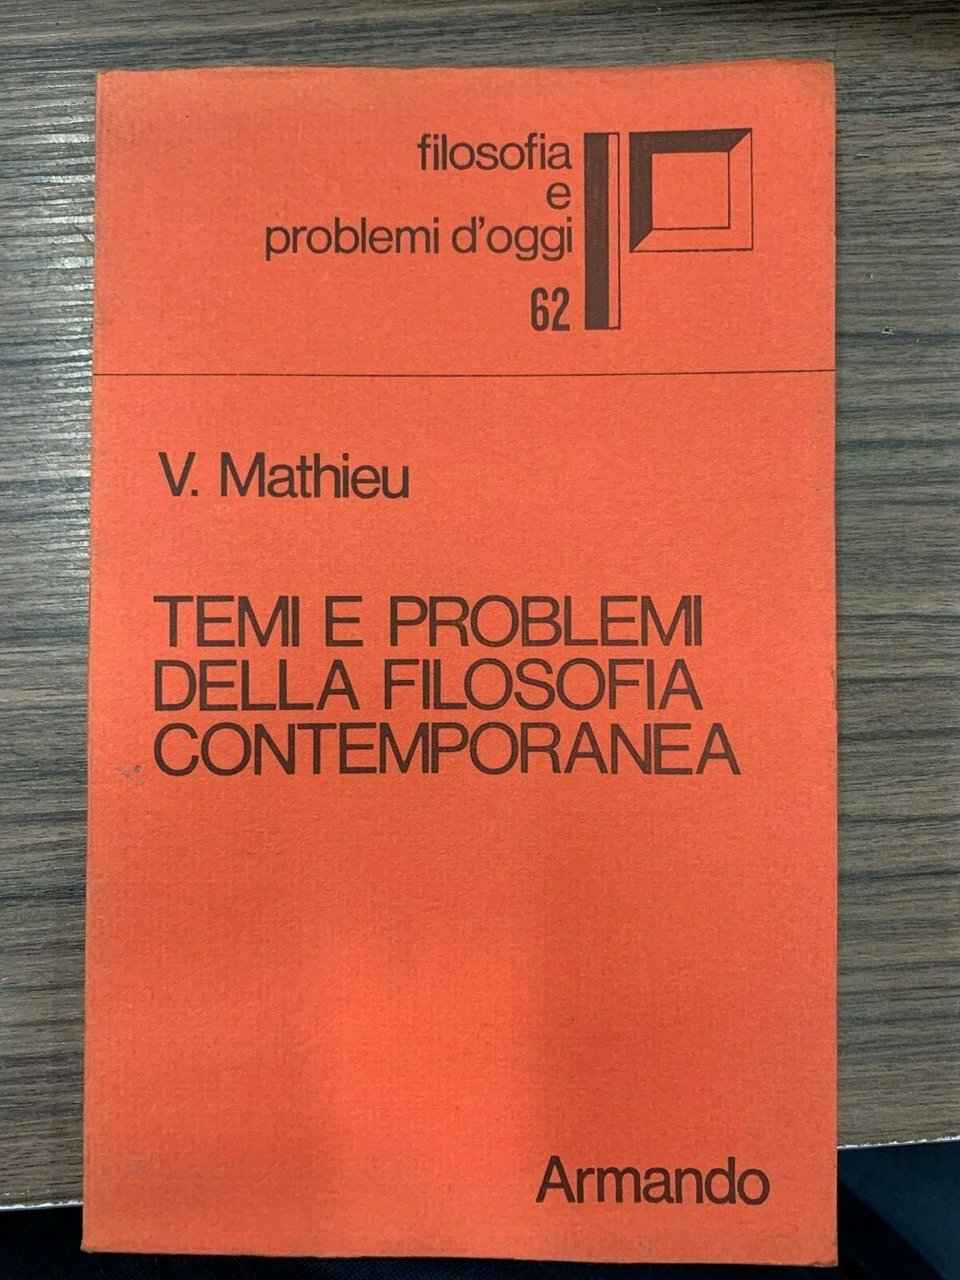 filosofia
e
problemi d'oggi
62
V. Mathieu
TEMI E PROBLEMI
DELLA FILOSOFIA
CONTEMPORANEA
Armando